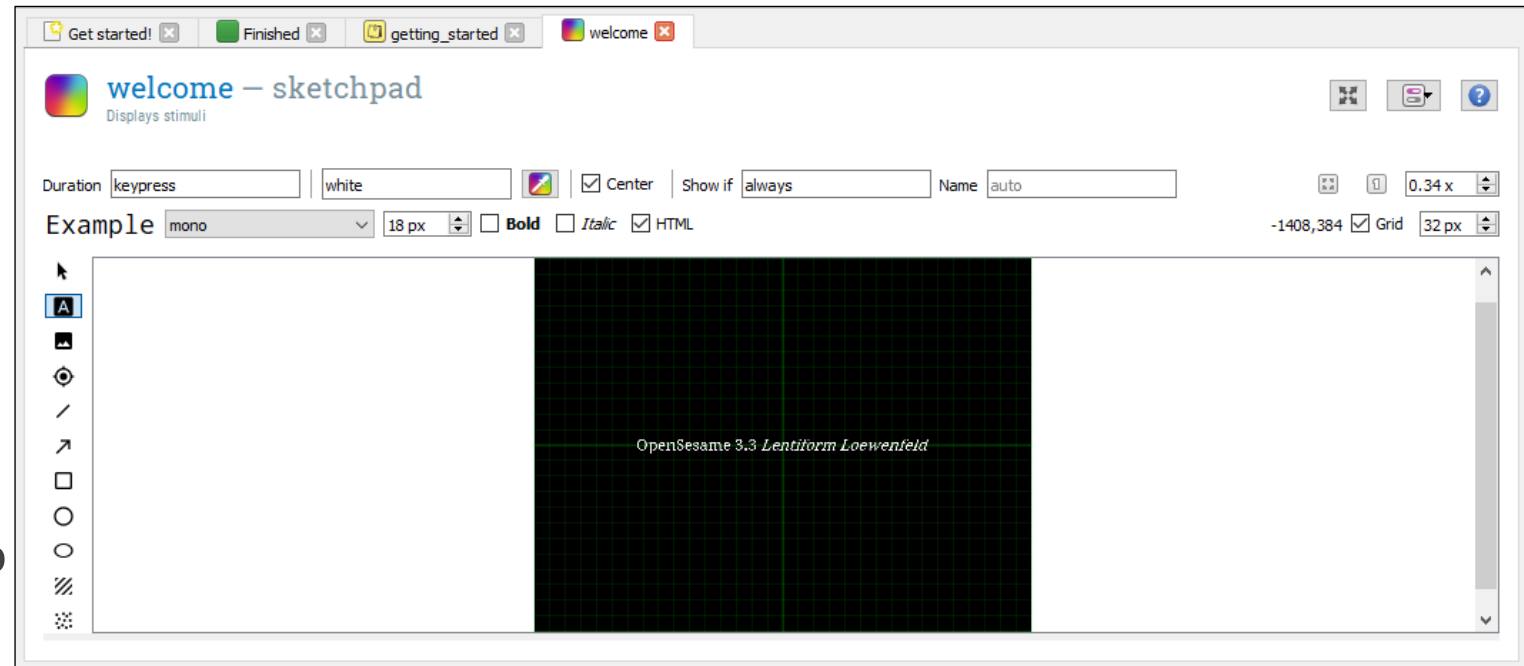 Get started! Finished getting_started welcome
welcome — sketchpad
Displays stimuli
Duration keypress white Center Show if always Name auto 0.34 x
Example mono 18 px Bold Italic HTML -1408,384 Grid 32 px
A
OpenSesame 3.3 Lentiform Loewenfeld